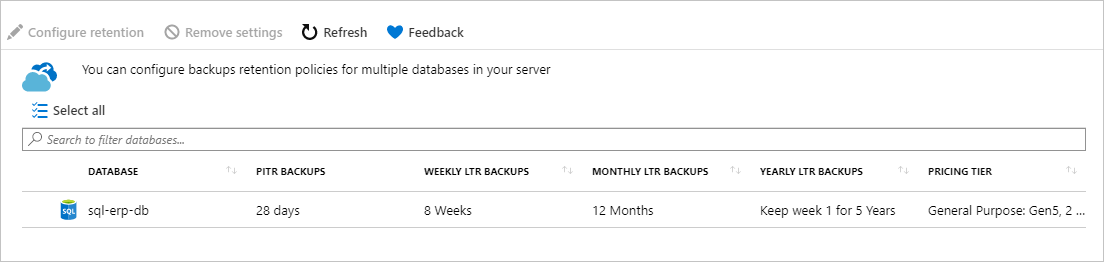 Configure retention Remove settings Refresh Feedback
You can configure backups retention policies for multiple databases in your server
Select all
Search to filter databases...
DATABASE PITR BACKUPS WEEKLY LTR BACKUPS MONTHLY LTR BACKUPS YEARLY LTR BACKUPS PRICING TIER
SQL sql-erp-db 28 days 8 Weeks 12 Months Keep week 1 for 5 Years General Purpose: Gen5, 2 ...